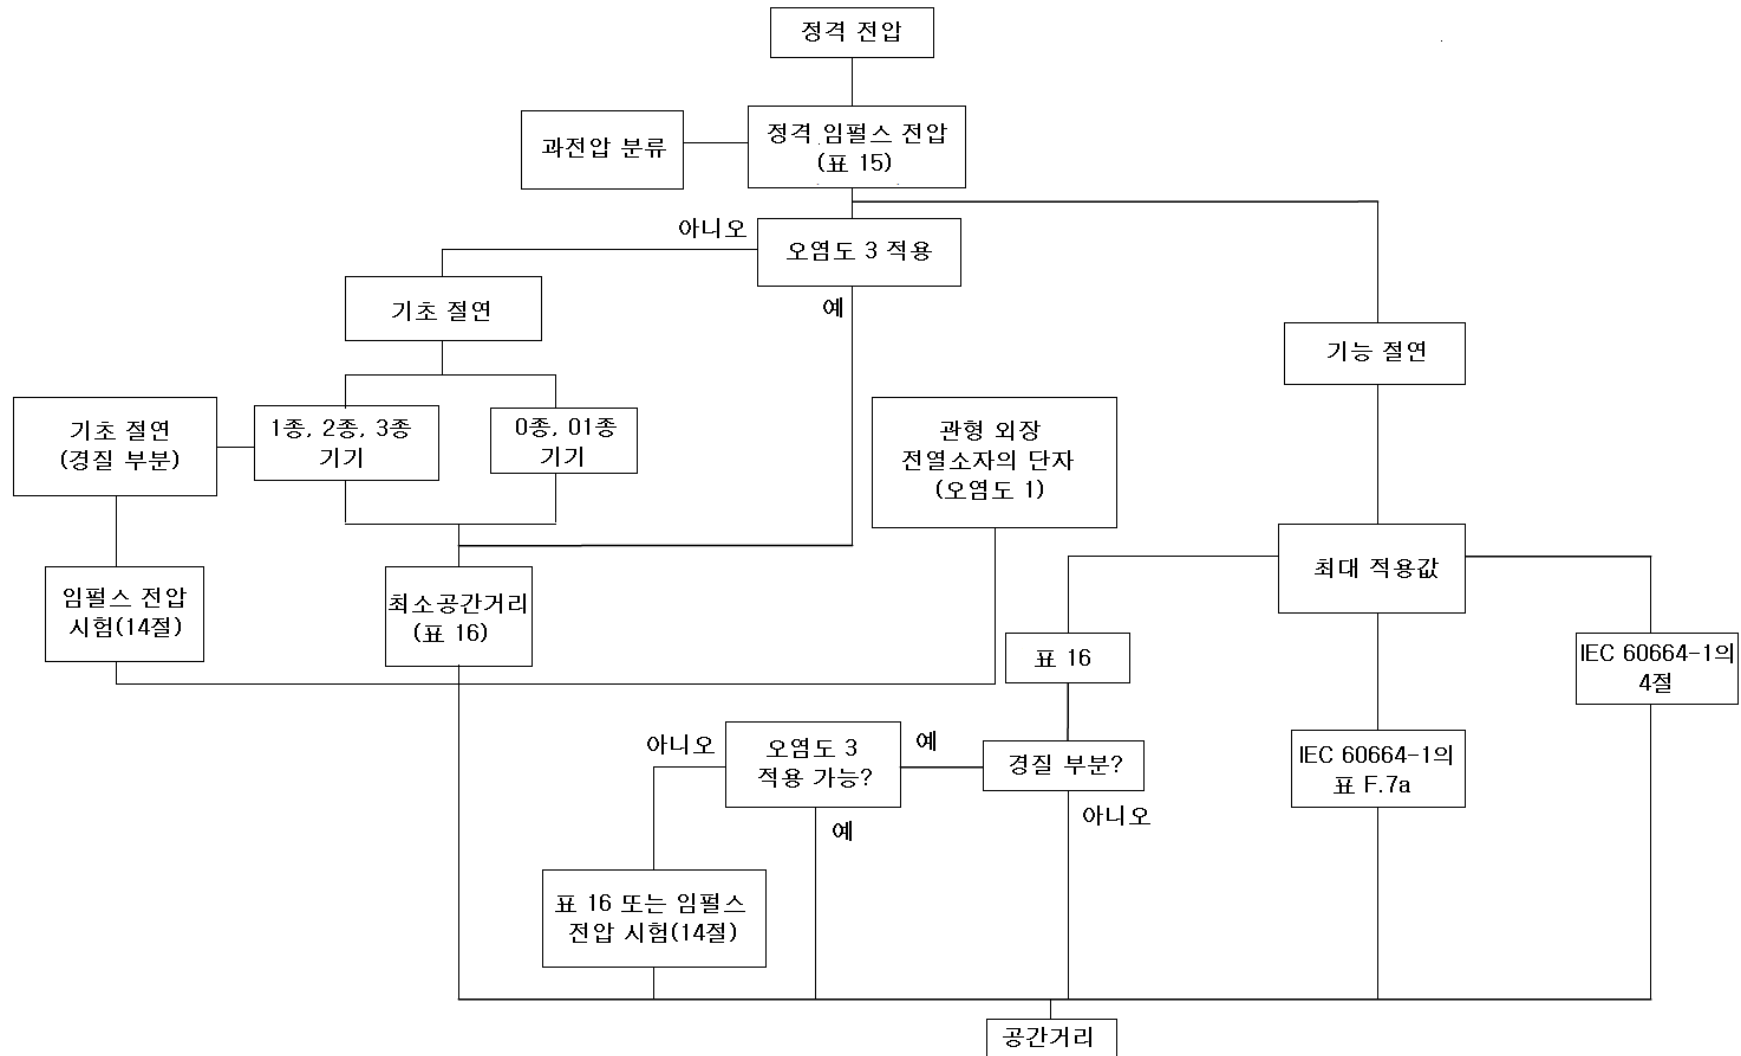 정격 전압
과전압 분류
정격 임펄스 전압
(표 15)
아니오
오염도 3 적용
예
기초 절연
기능 절연
기초 절연
(경질 부분)
1종, 2종, 3종
기기
0종, 01종
기기
관형 외장
전열소자의 단자
(오염도 1)
최대 적용값
임펄스 전압
시험(14절)
최소공간거리
(표 16)
표 16
IEC 60664-1의
4절
아니오
오염도 3
적용 가능?
예
경질 부분?
IEC 60664-1의
표 F.7a
예
아니오
표 16 또는 임펄스
전압 시험(14절)
공간거리